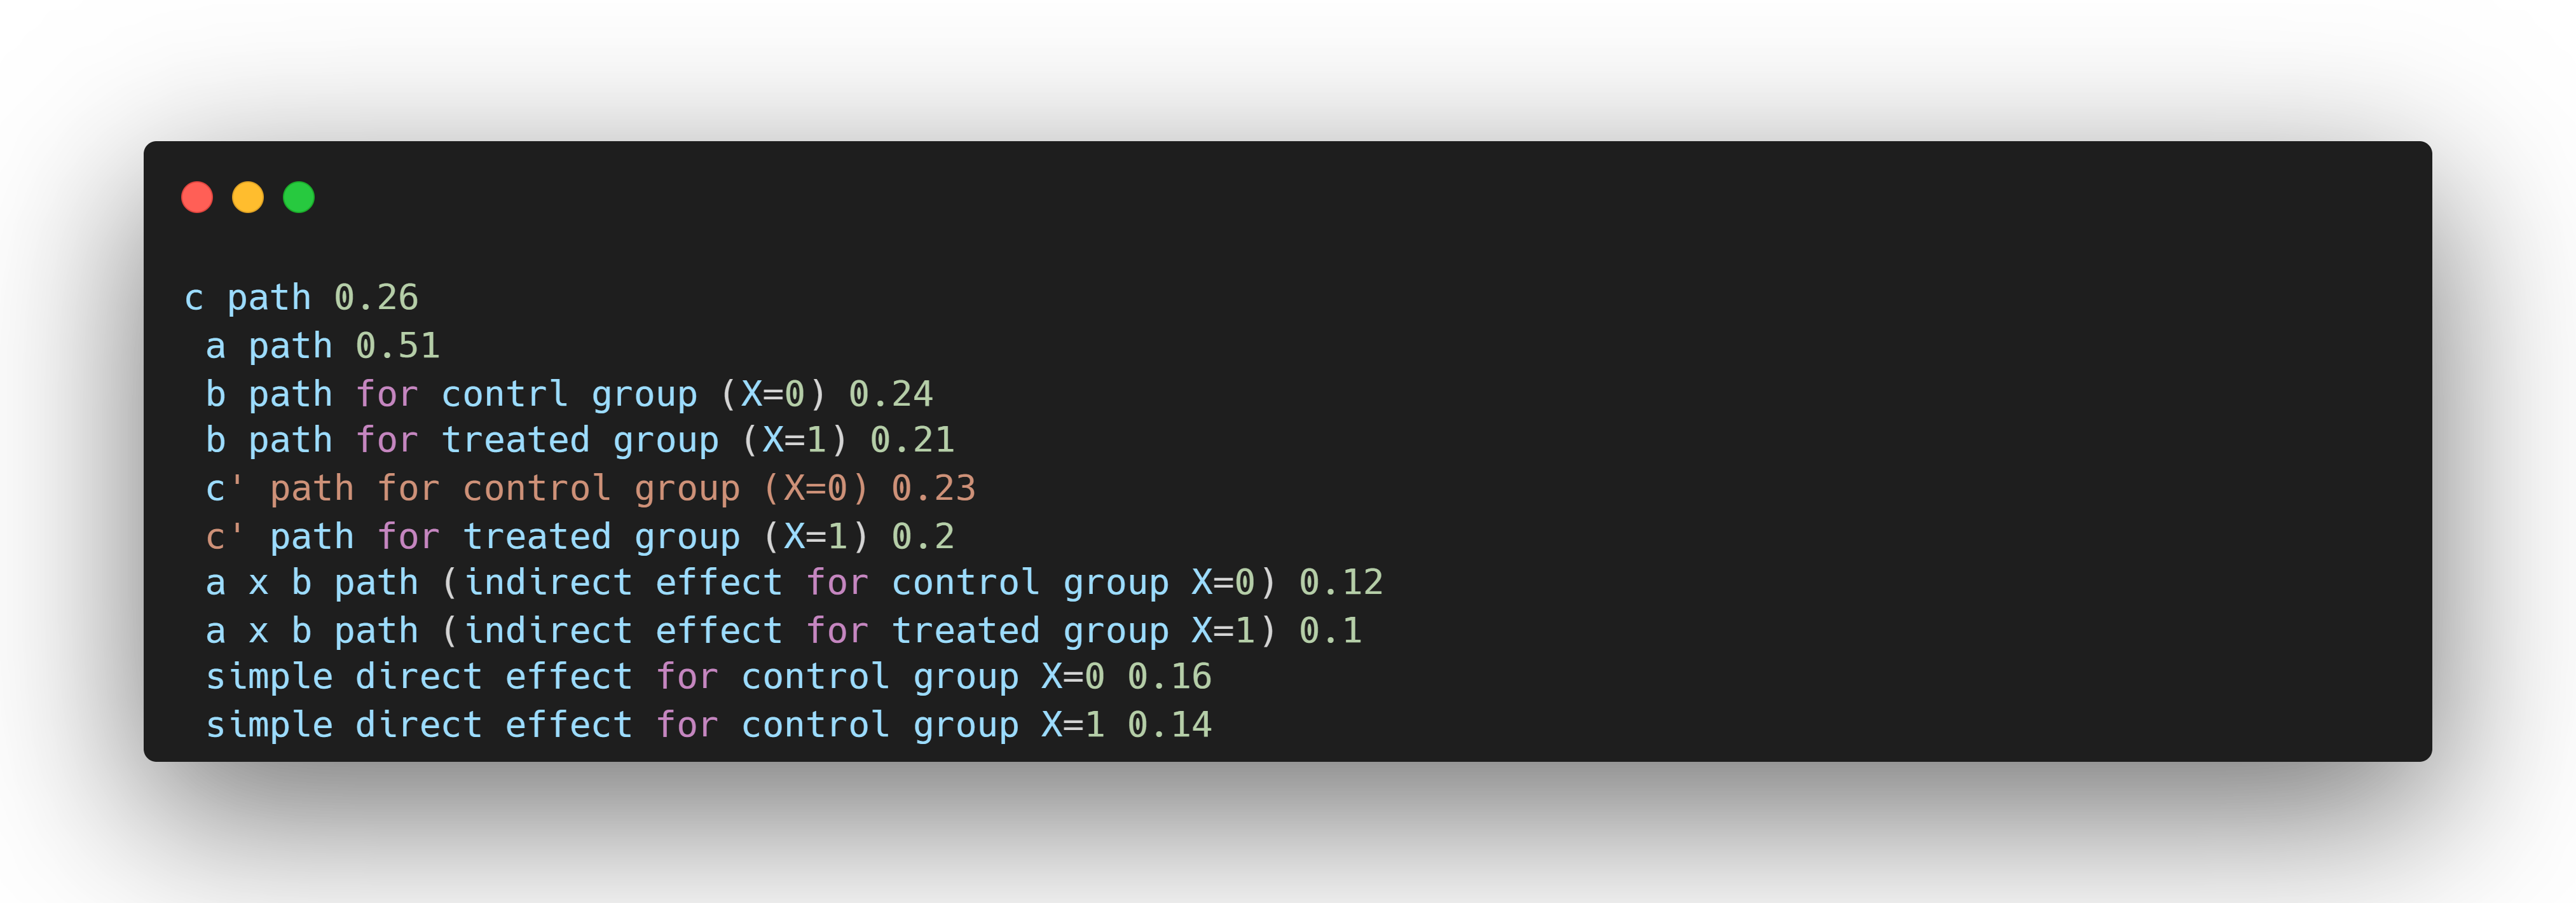 c path 0.26
a path 0.51
b path for contrl group (X=0) 0.24
b path for treated group (X=1) 0.21
c' path for control group (X=0) 0.23
c' path for treated group (X=1) 0.2
a x b path (indirect effect for control group X=0) 0.12
a x b path (indirect effect for treated group X=1) 0.1
simple direct effect for control group X=0 0.16
simple direct effect for control group X=1 0.14